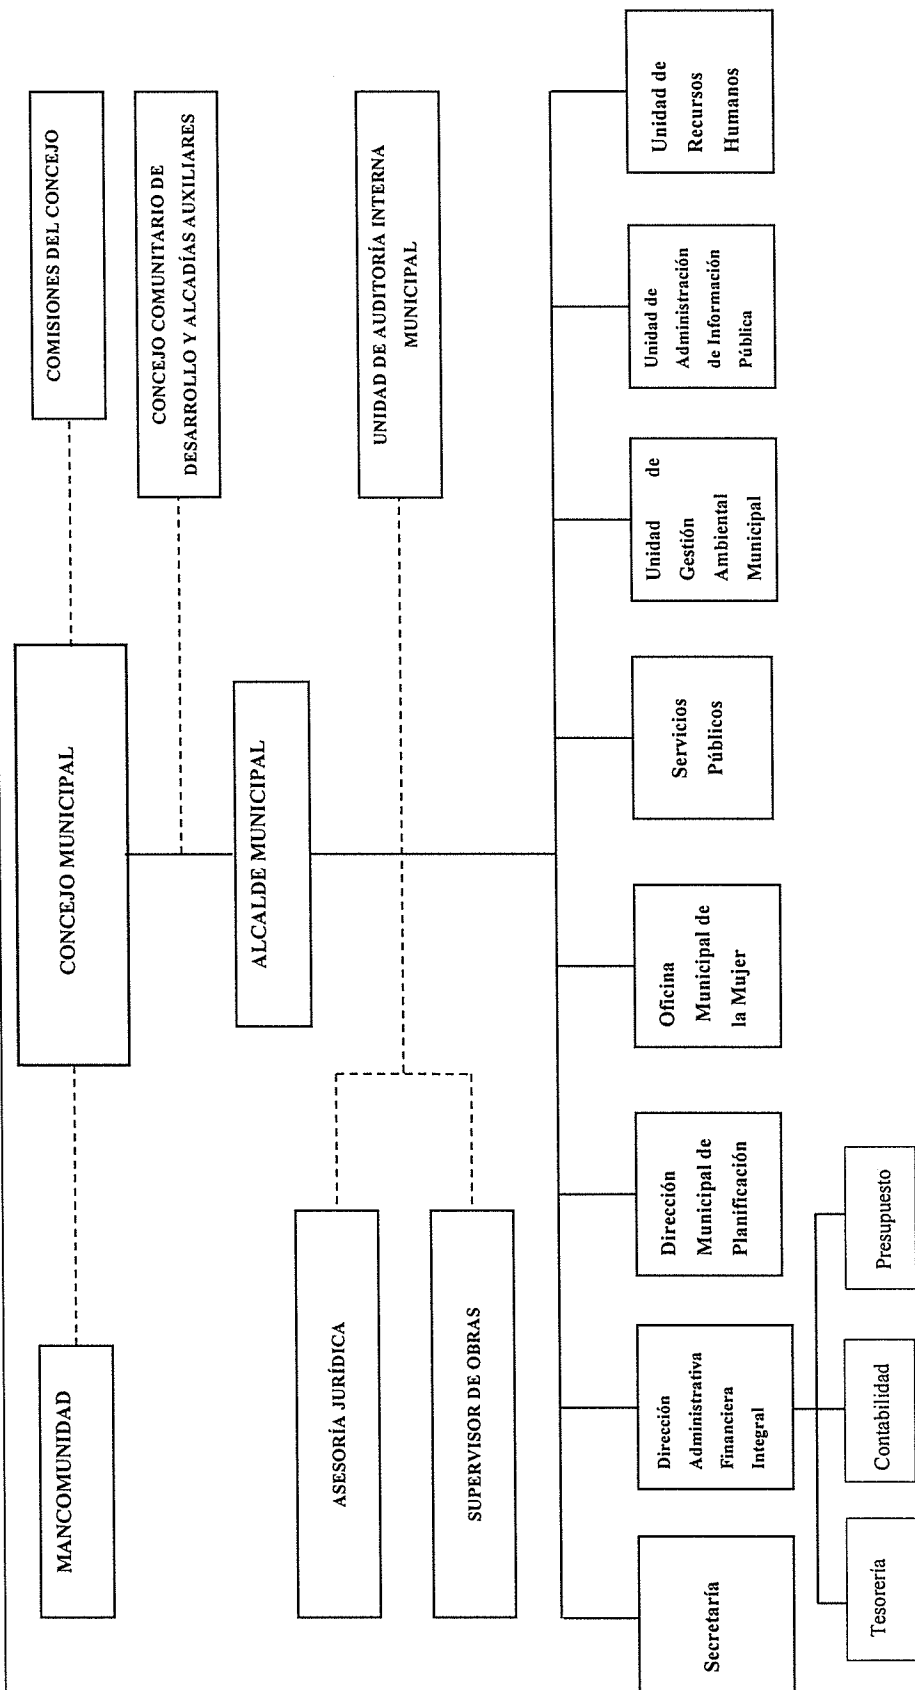 MANCOMUNIDAD
CONCEJO MUNICIPAL
COMISIONES DEL CONCEJO
CONCEJO COMUNITARIO DE
DESARROLLO Y ALCADÍAS AUXILIARES
ALCALDE MUNICIPAL
ASESORÍA JURÍDICA
UNIDAD DE AUDITORÍA INTERNA
MUNICIPAL
SUPERVISOR DE OBRAS
Secretaría
Dirección
Administrativa
Financiera
Integral
Dirección
Municipal de
Planificación
Oficina
Municipal de
la Mujer
Servicios
Públicos
Unidad de
Gestión
Ambiental
Municipal
Unidad de
Administración
de Información
Pública
Unidad de
Recursos
Humanos
Tesorería
Contabilidad
Presupuesto